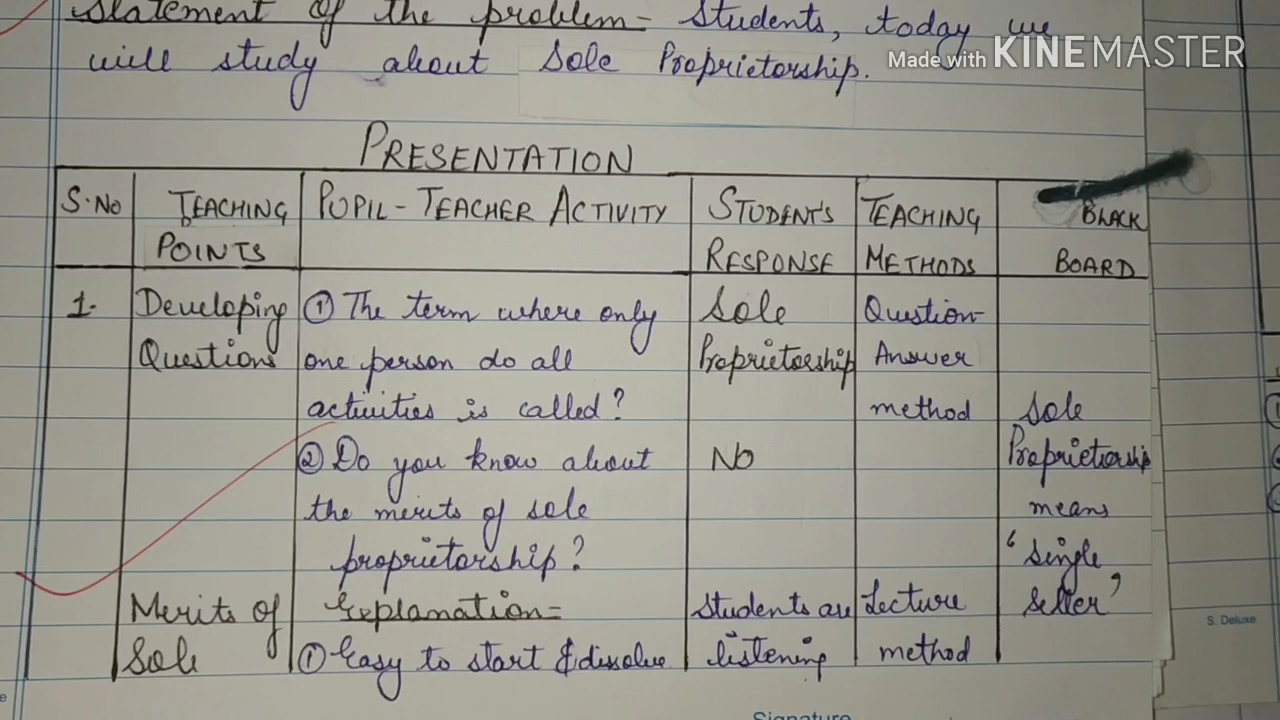 Statement of the problem - Students, today we
will study about Sole Proprietorship.
Made with KINEMASTER
PRESENTATION
S.No
TEACHING
POINTS
PUPIL - TEACHER ACTIVITY
STUDENT'S
RESPONSE
TEACHING
METHODS
BLACK
BOARD
1.
Developing
Questions
① The term where only
one person do all
activities is called?
② Do you know about
the merits of sole
proprietorship?
Sole
Proprietorship
No
Question-
Answer
method
Sole
Proprietorship
means
'single
seller'
Merits of
Sole
Explanation =
① Easy to start & dissolve
Students are
listening
Lecture
method
S. Deluxe
Signature